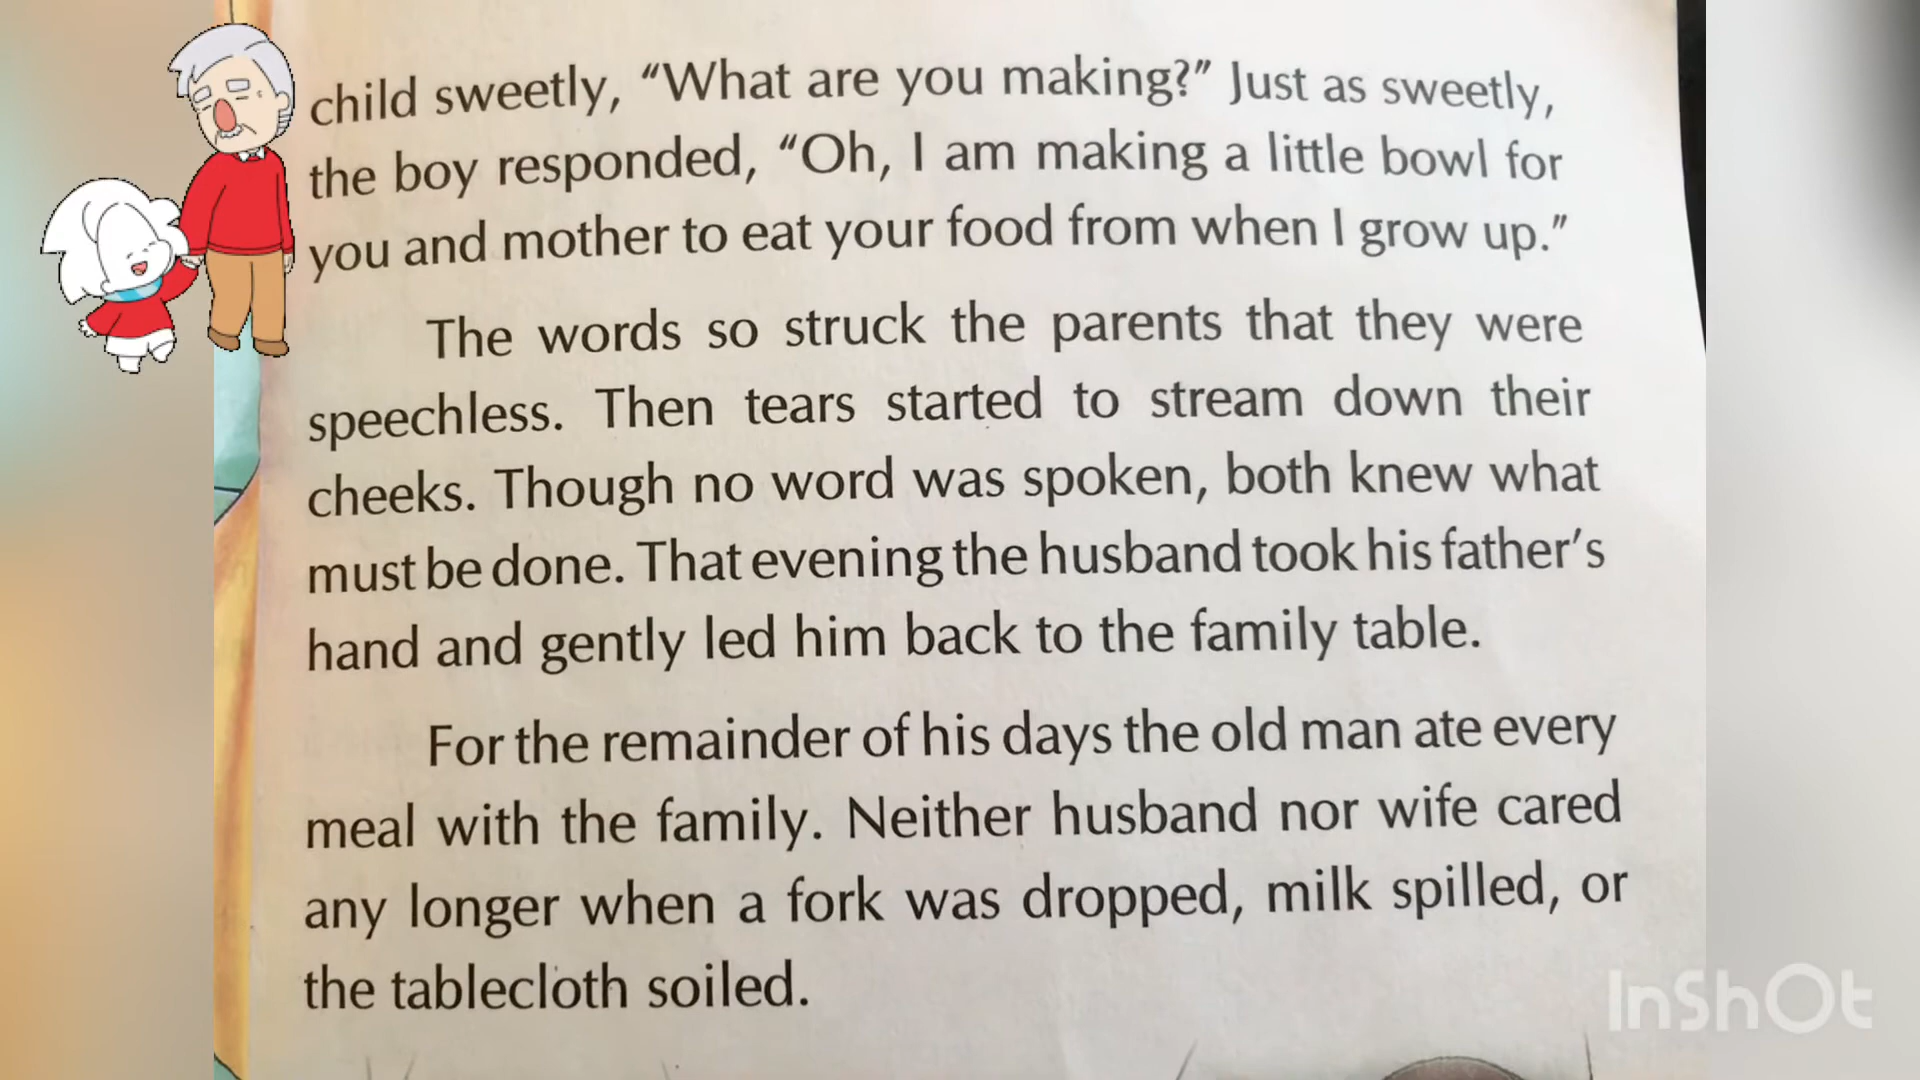 child sweetly, “What are you making?” Just as sweetly,
the boy responded, “Oh, I am making a little bowl for
you and mother to eat your food from when I grow up.”
The words so struck the parents that they were
speechless. Then tears started to stream down their
cheeks. Though no word was spoken, both knew what
must be done. That evening the husband took his father’s
hand and gently led him back to the family table.
For the remainder of his days the old man ate every
meal with the family. Neither husband nor wife cared
any longer when a fork was dropped, milk spilled, or
the tablecloth soiled.
InShOt